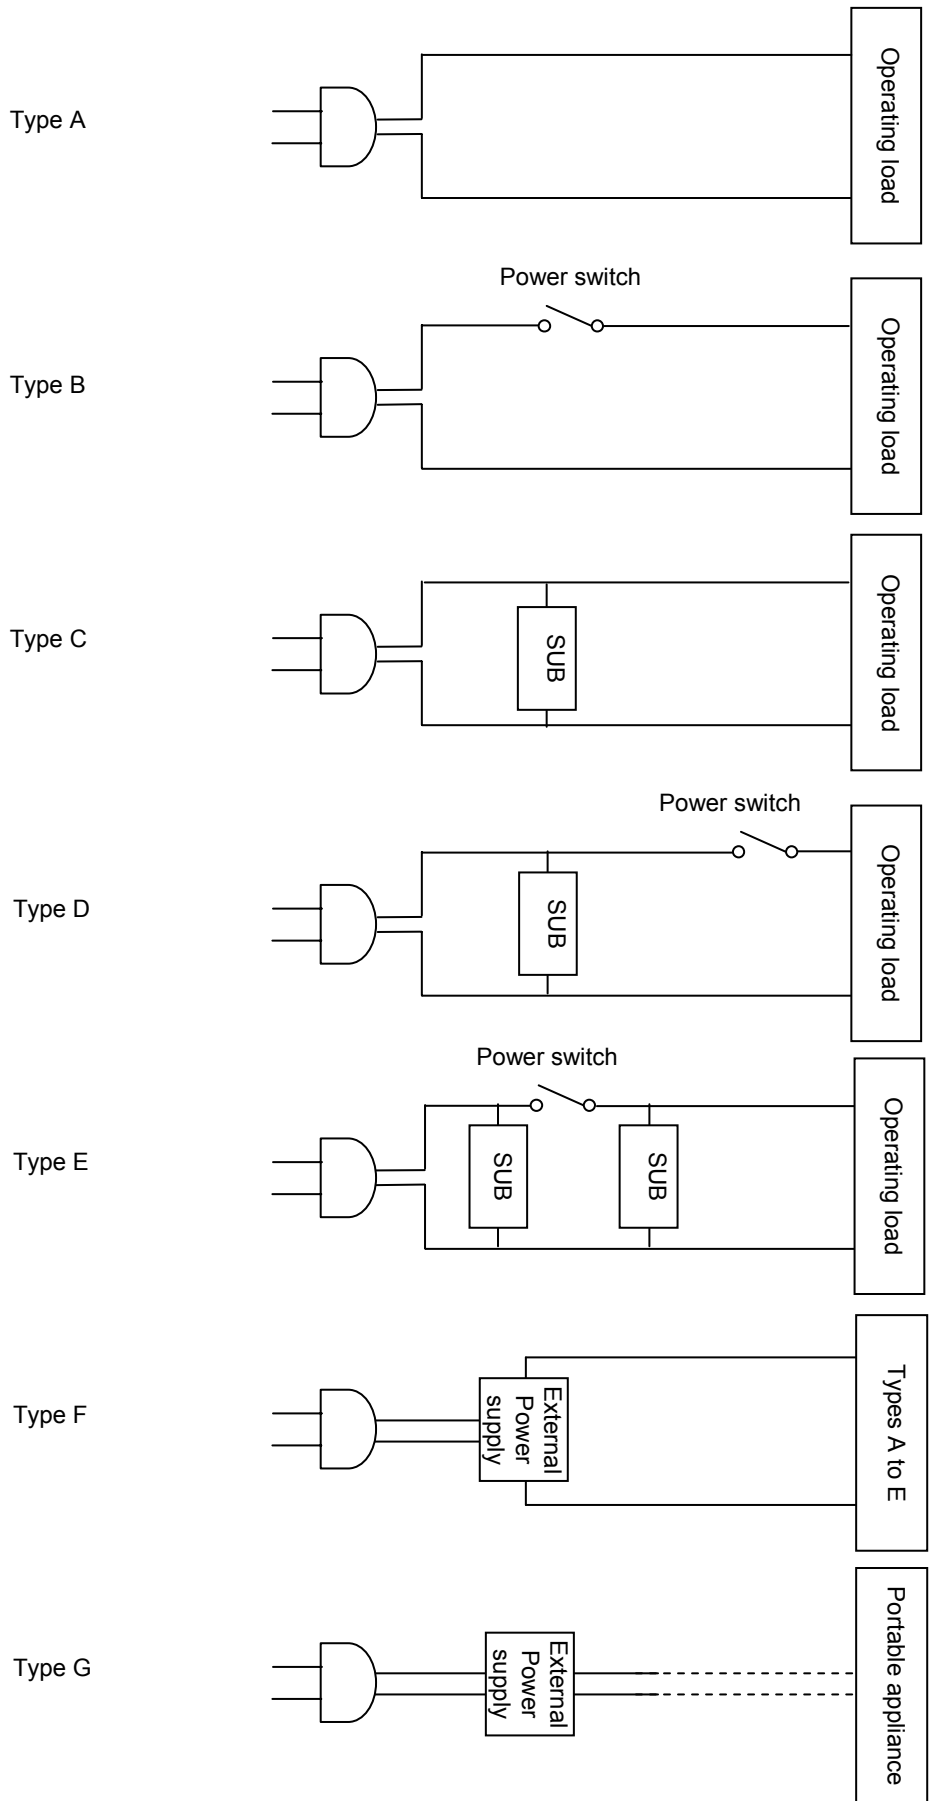 Type A
Operating load
Power switch
Type B
Operating load
Type C
SUB
Operating load
Power switch
Type D
SUB
Operating load
Power switch
Type E
SUB
SUB
Operating load
Type F
External
Power
supply
Types A to E
Type G
External
Power
supply
Portable appliance